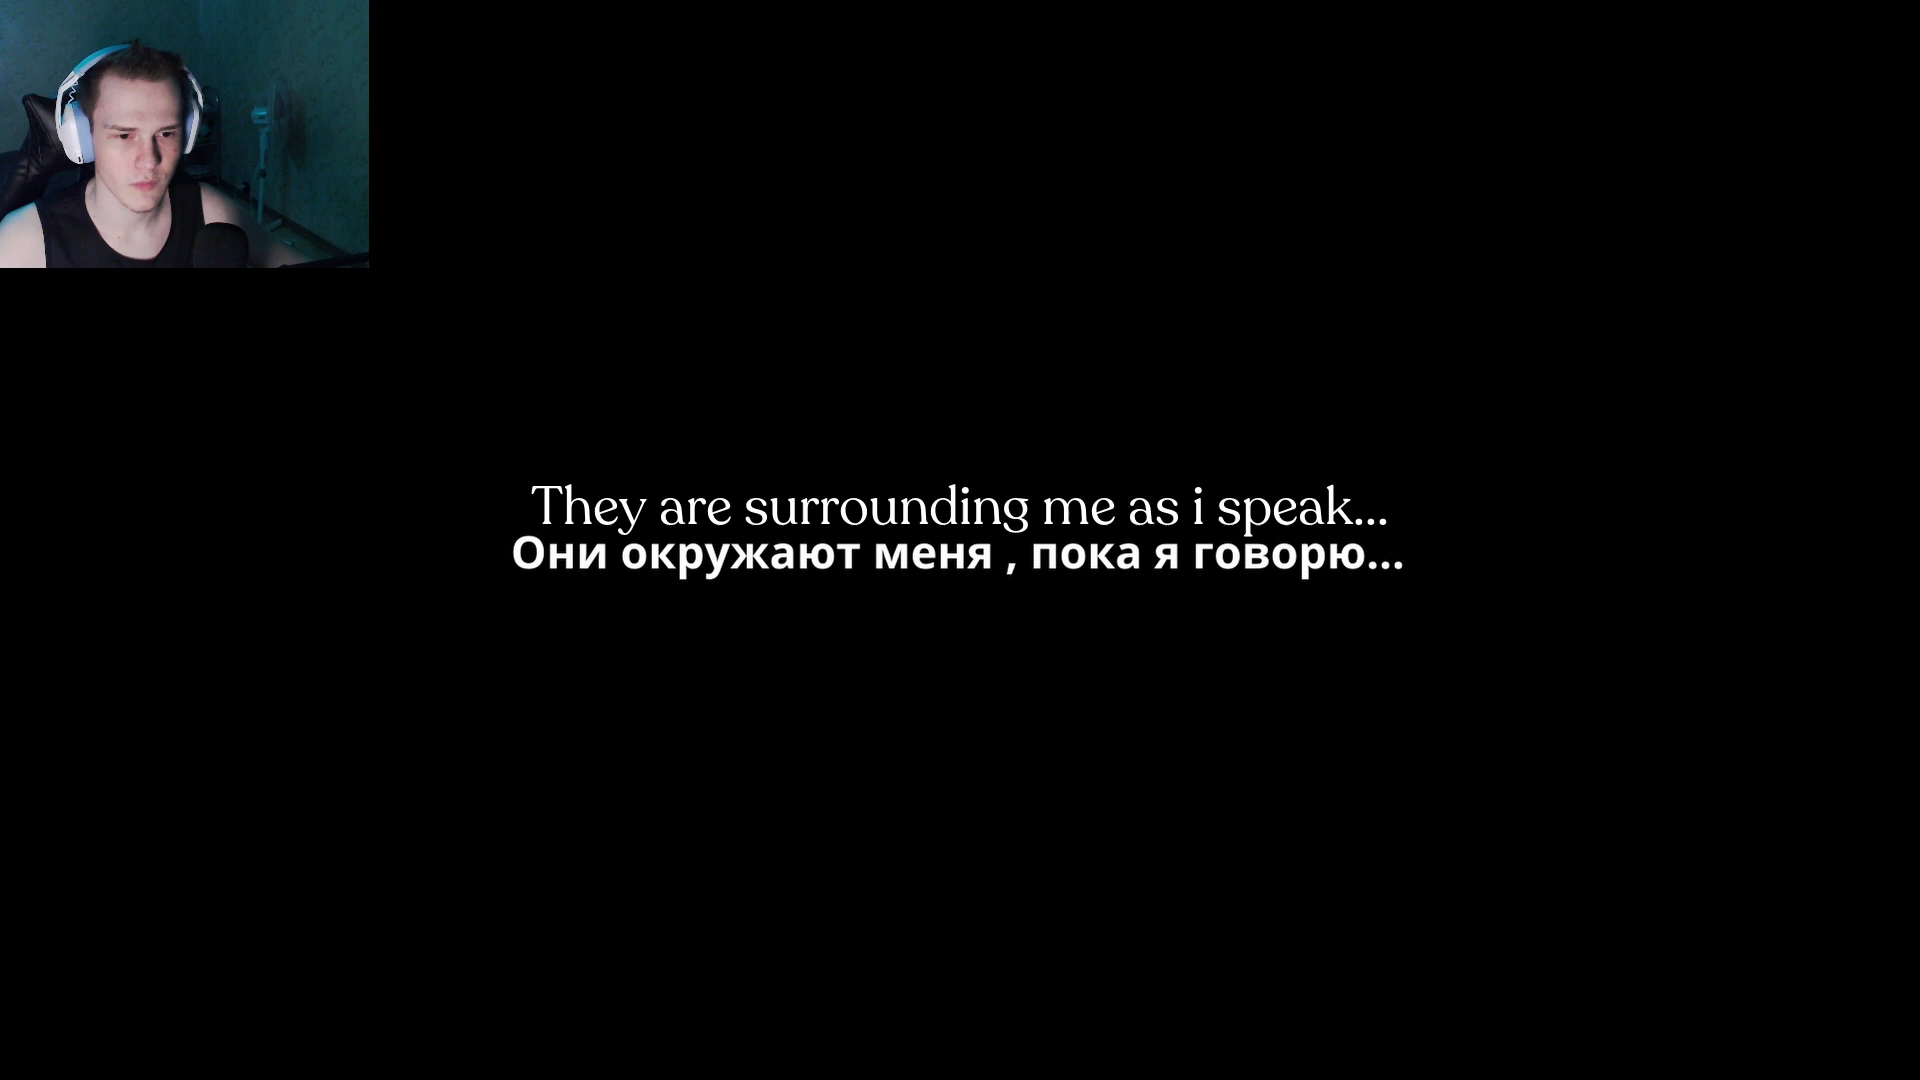 They are surrounding me as i speak...
Они окружают меня , пока я говорю...